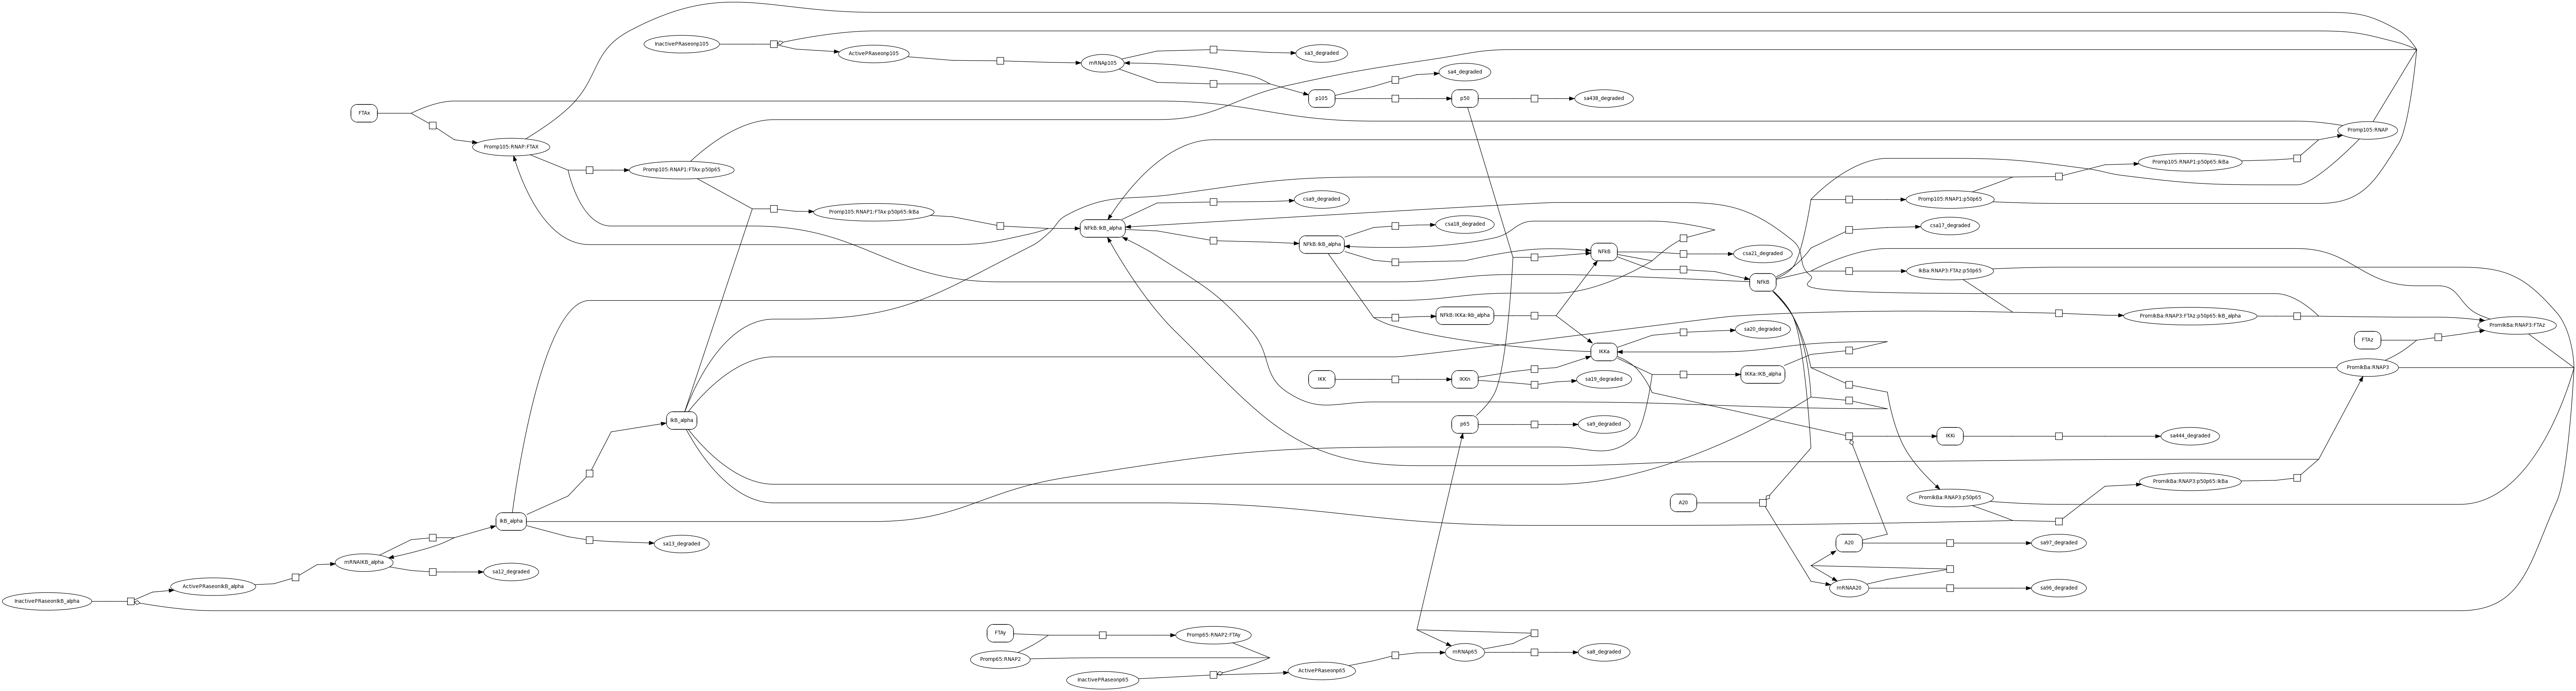 InactivePRaseonp105
ActivePRaseonp105
mRNAp105
sa3_degraded
sa4_degraded
p105
p50
sa438_degraded
FTAx
Promp105:RNAP
Promp105:RNAP:FTAX
Promp105:RNAP1:p50p65:IkBa
Promp105:RNAP1:FTAx:p50p65
csa9_degraded
Promp105:RNAP1:p50p65
Promp105:RNAP1:FTAx:p50p65:IkBa
NFkB:IkB_alpha
csa18_degraded
csa17_degraded
NFkB:IkB_alpha
NFkB
csa21_degraded
IkBa:RNAP3:FTAz:p50p65
NFkB
NFkB:IKKa:Ikb_alpha
PromIkBa:RNAP3:FTAz:p50p65:IkB_alpha
PromIkBa:RNAP3:FTAz
sa20_degraded
FTAz
IKKa
PromIkBa:RNAP3
IKK
IKKn
sa19_degraded
IKKa:IKB_alpha
IkB_alpha
p65
sa9_degraded
IKKi
sa444_degraded
PromIkBa:RNAP3:p50p65:IkBa
A20
PromIkBa:RNAP3:p50p65
IkB_alpha
sa13_degraded
A20
sa97_degraded
mRNAIKB_alpha
sa12_degraded
ActivePRaseonIkB_alpha
mRNAA20
sa96_degraded
InactivePRaseonIkB_alpha
FTAy
Promp65:RNAP2:FTAy
Promp65:RNAP2
mRNAp65
sa8_degraded
ActivePRaseonp65
InactivePRaseonp65